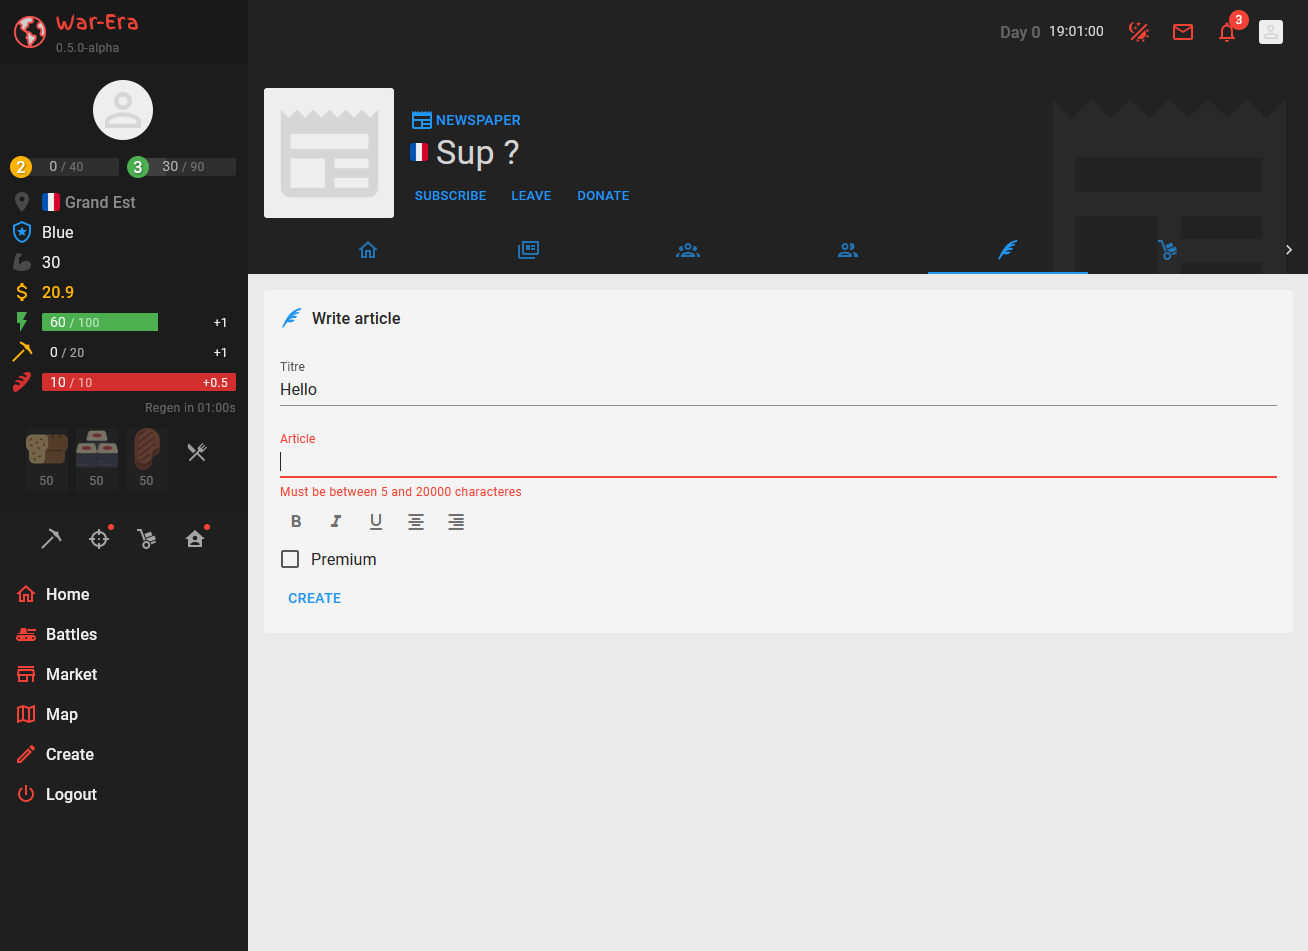 War-Era
0.5.0-alpha
Day 0 19:01:00
3
2 0 / 40 3 30 / 90
Grand Est
Blue
30
20.9
60 / 100 +1
0 / 20 +1
10 / 10 +0.5
Regen in 01:00s
50 50 50
Home
Battles
Market
Map
Create
Logout
NEWSPAPER
Sup ?
SUBSCRIBE LEAVE DONATE
Write article
Titre
Hello
Article
Must be between 5 and 20000 characteres
B I U
Premium
CREATE